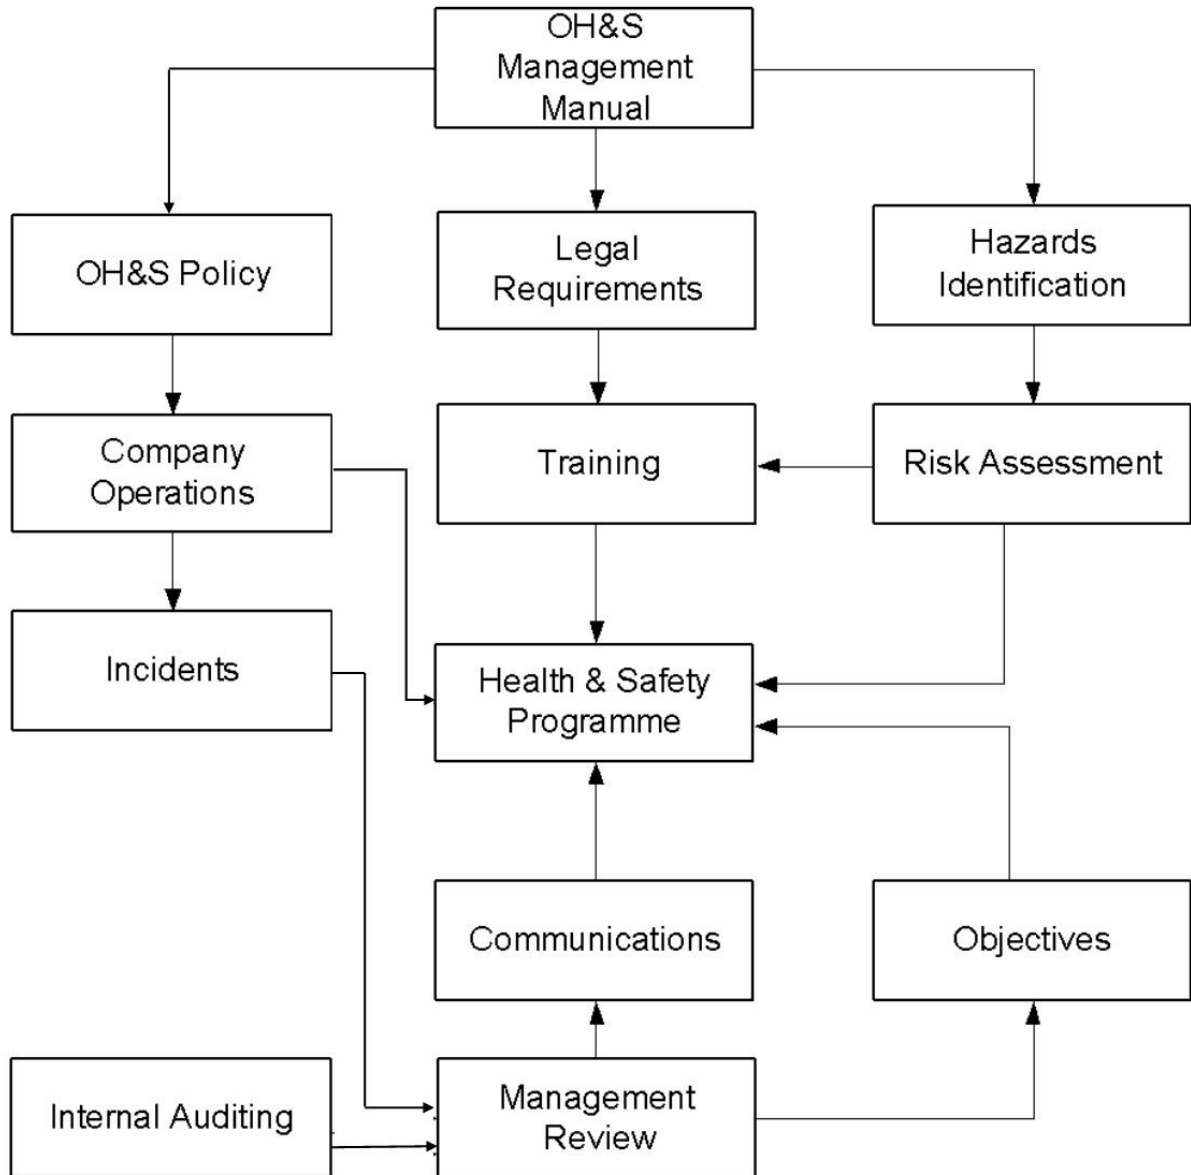 OH&S
Management
Manual
OH&S Policy
Legal
Requirements
Hazards
Identification
Company
Operations
Training
Risk Assessment
Incidents
Health & Safety
Programme
Communications
Objectives
Internal Auditing
Management
Review